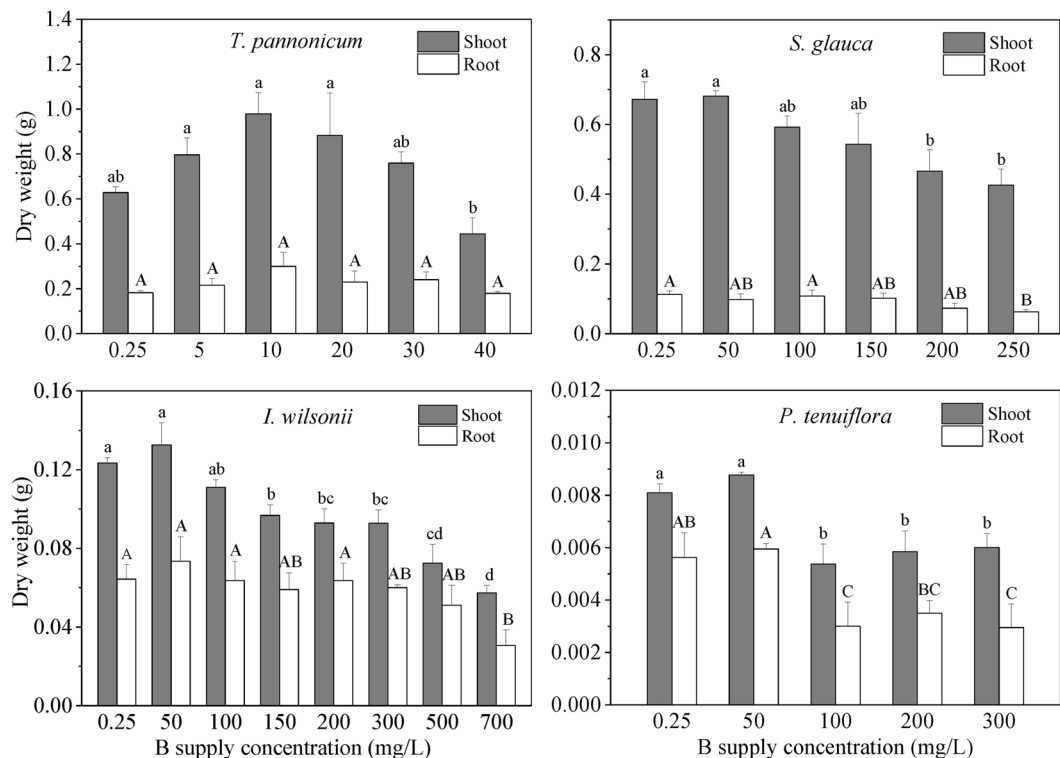 T. pannonicum
Shoot
Root
Dry weight (g)
1.4
1.2
1.0
0.8
0.6
0.4
0.2
0.0
ab
a
a
a
ab
b
A
A
A
A
A
A
0.25 5 10 20 30 40
S. glauca
Shoot
Root
0.8
0.6
0.4
0.2
0.0
a
a
ab
ab
b
b
A
AB
A
AB
AB
B
0.25 50 100 150 200 250
I. wilsonii
Shoot
Root
Dry weight (g)
0.16
0.12
0.08
0.04
0.00
a
a
ab
b
bc
bc
cd
d
A
A
A
AB
A
AB
AB
B
0.25 50 100 150 200 300 500 700
B supply concentration (mg/L)
P. tenuiflora
Shoot
Root
0.012
0.010
0.008
0.006
0.004
0.002
0.000
a
a
b
b
b
AB
A
C
BC
C
0.25 50 100 200 300
B supply concentration (mg/L)